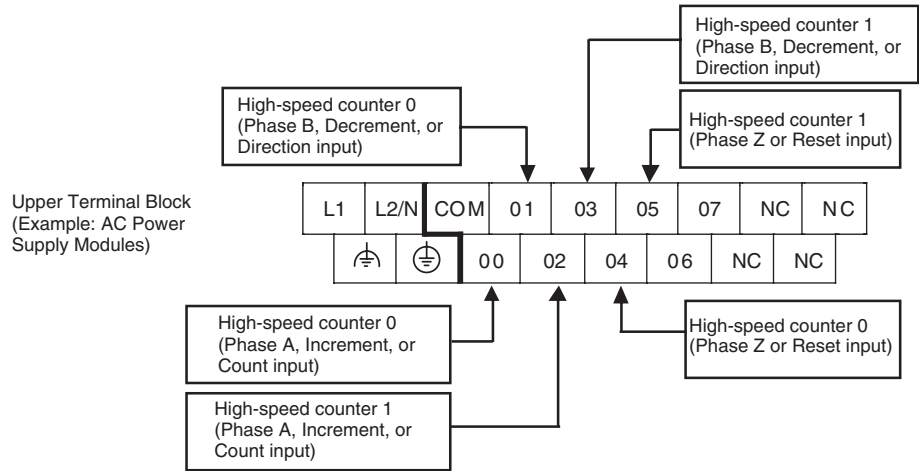 High-speed counter 1
(Phase B, Decrement, or
Direction input)
High-speed counter 0
(Phase B, Decrement, or
Direction input)
High-speed counter 1
(Phase Z or Reset input)
Upper Terminal Block
(Example: AC Power
Supply Modules)
L1 L2/N COM 01 03 05 07 NC NC
00 02 04 06 NC NC
High-speed counter 0
(Phase A, Increment, or
Count input)
High-speed counter 0
(Phase Z or Reset input)
High-speed counter 1
(Phase A, Increment, or
Count input)